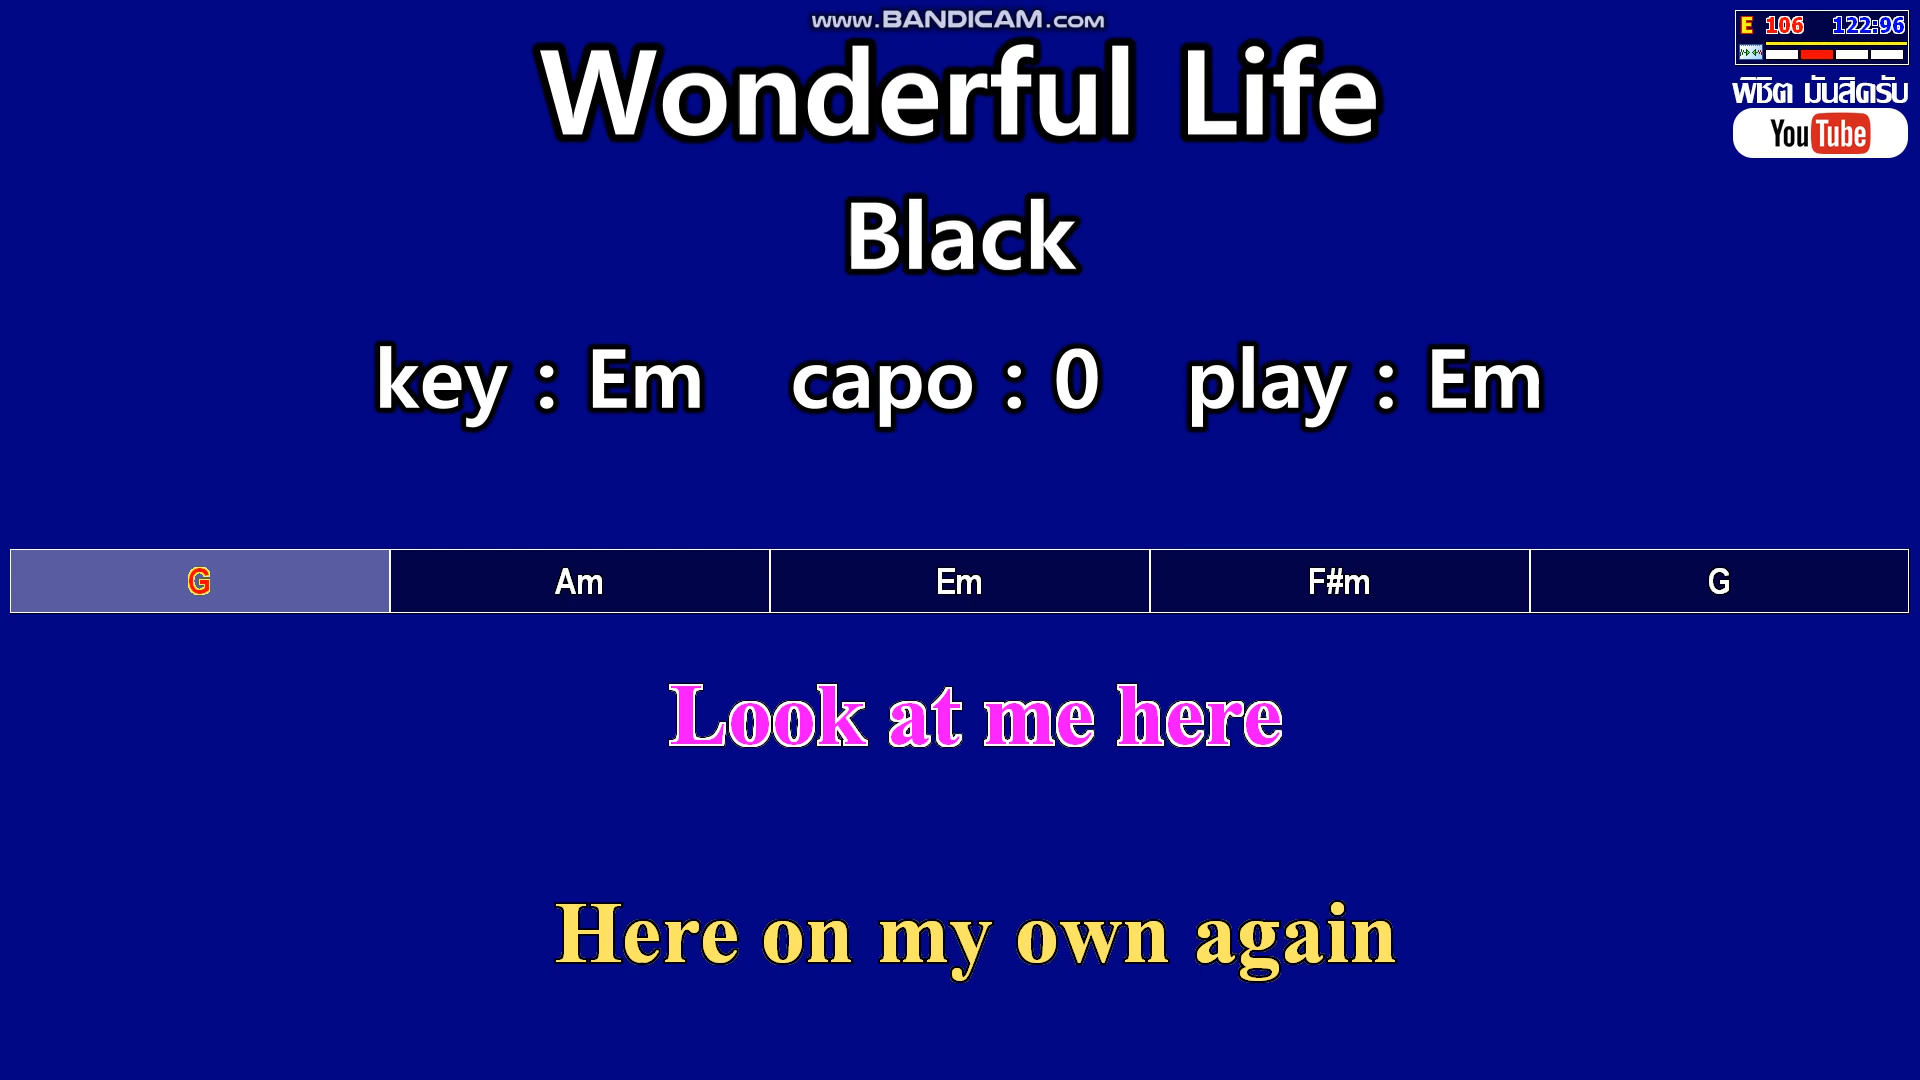 www.BANDICAM.com
E 106 122:96
พิชิต มันสิตรับ
YouTube
Wonderful Life
Black
key : Em capo : 0 play : Em
G Am Em F#m G
Look at me here
Here on my own again